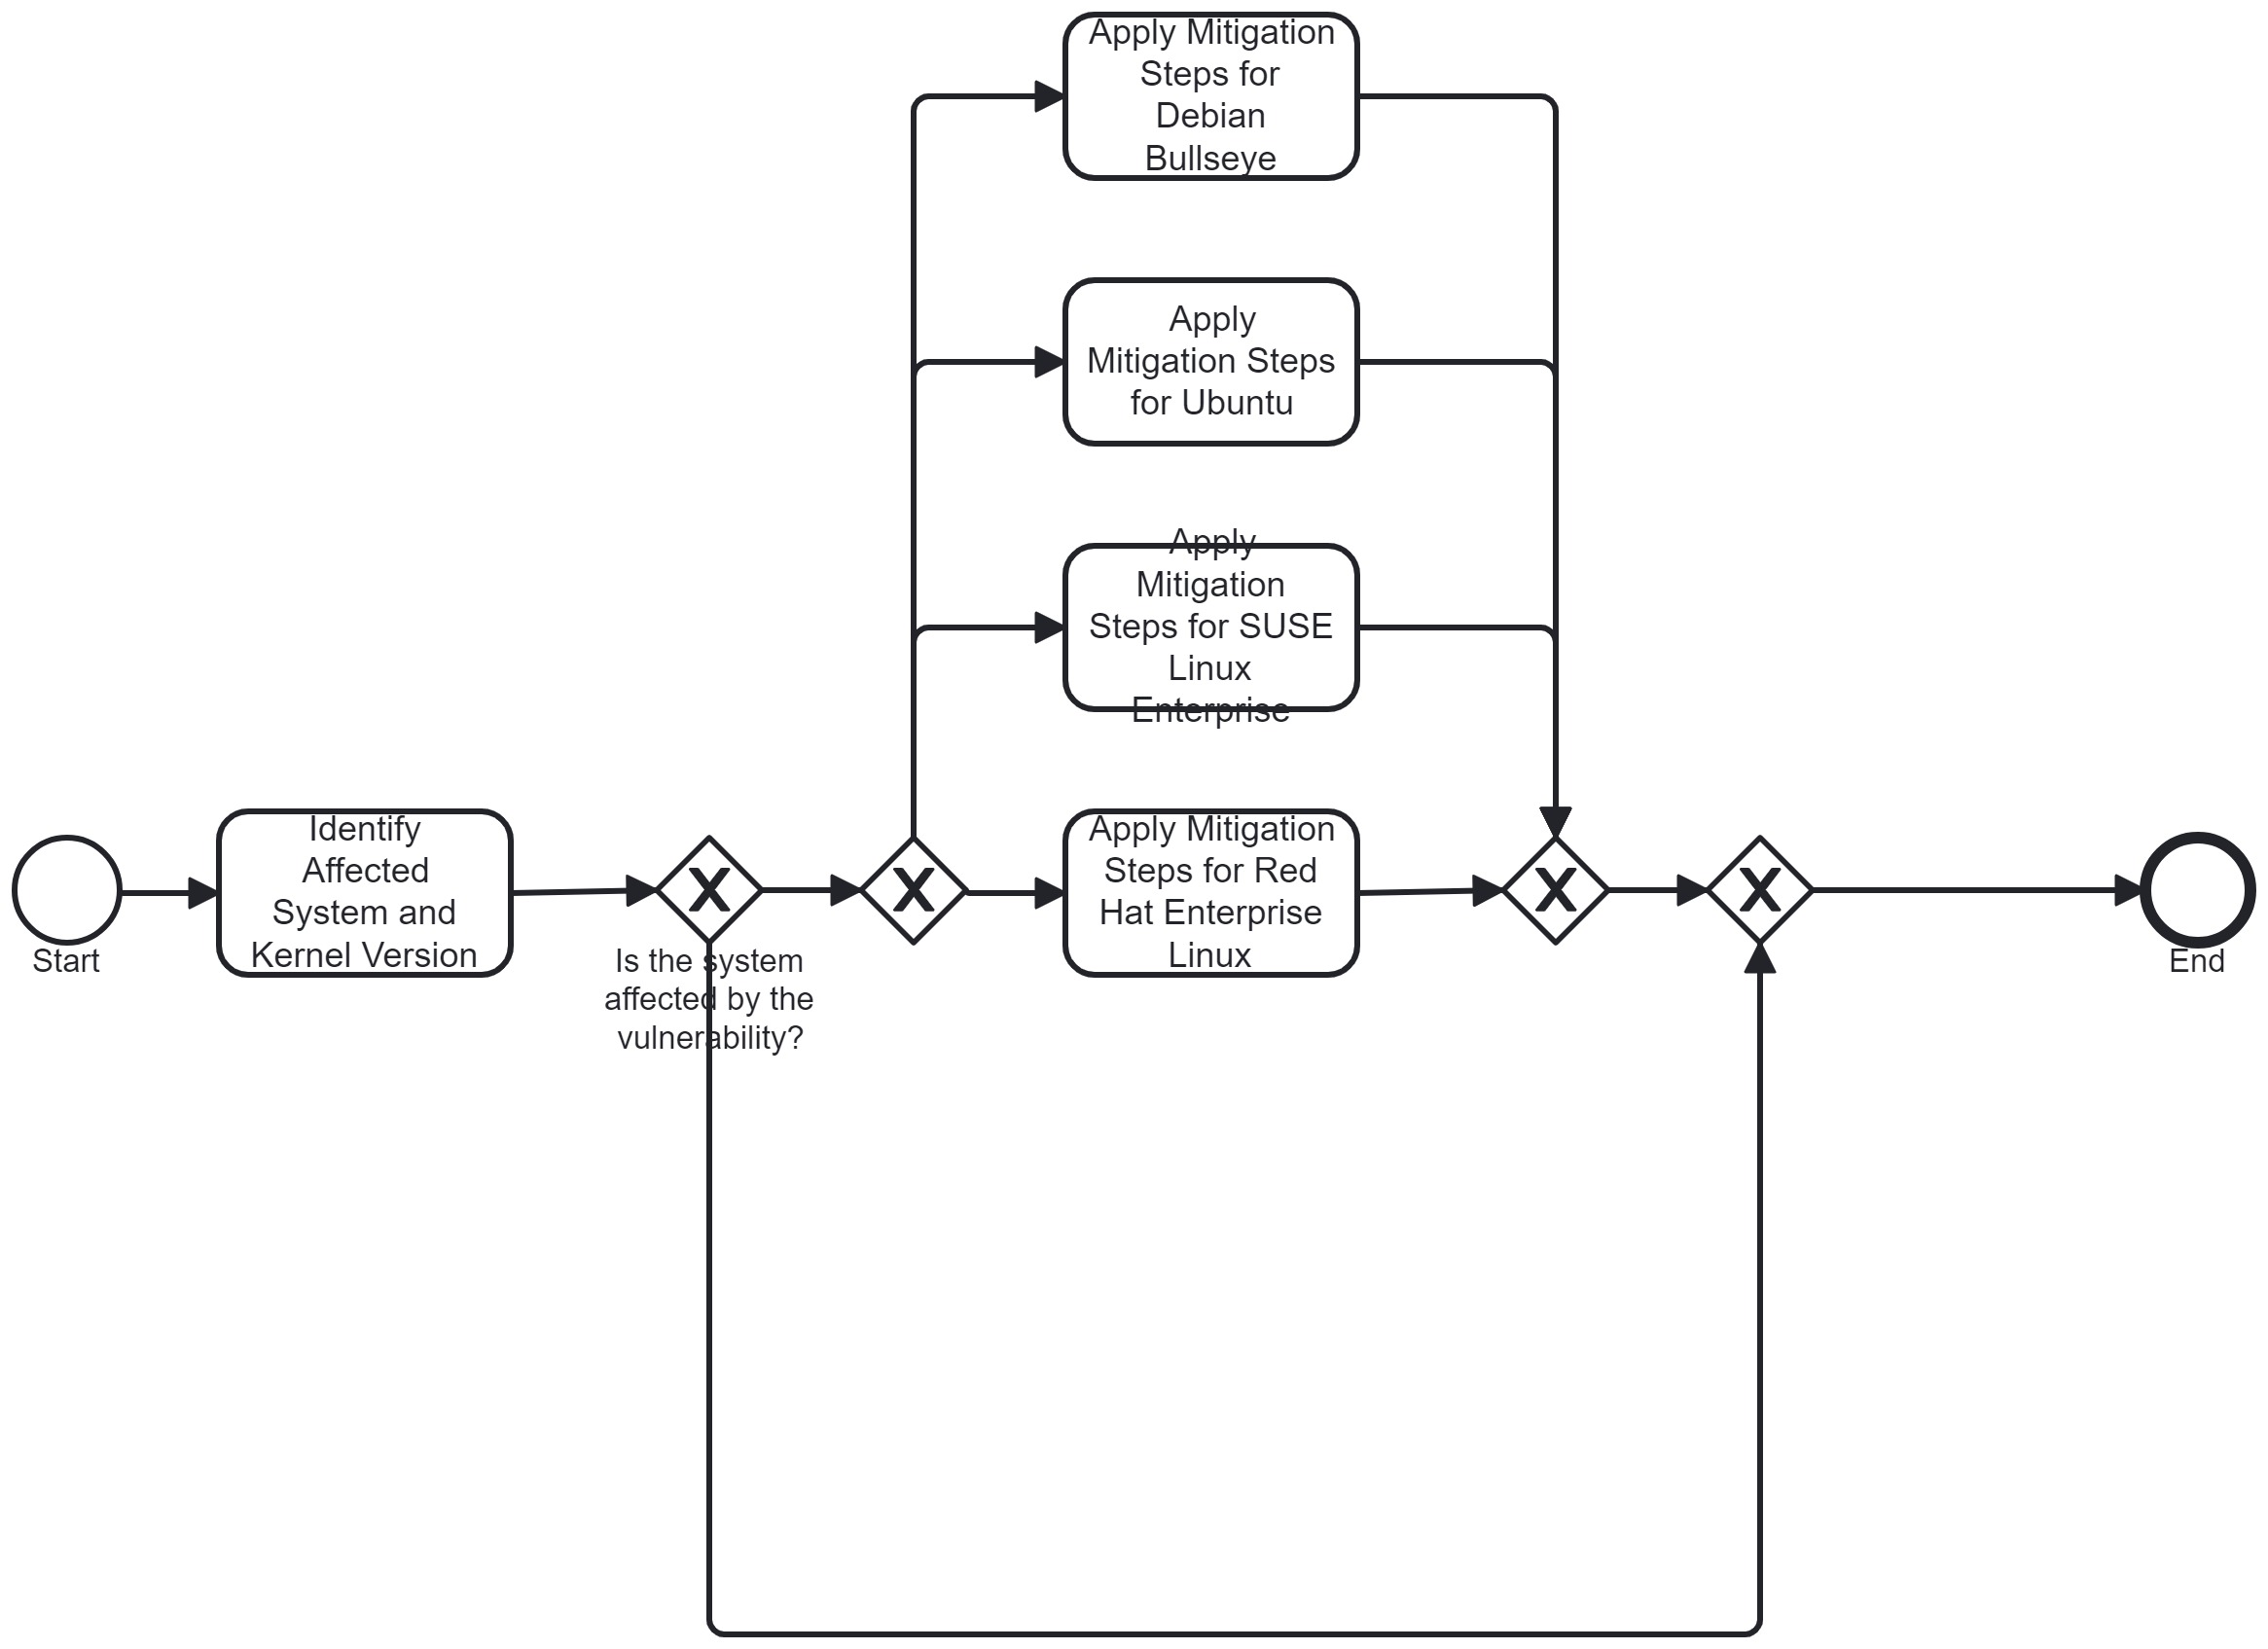 Apply Mitigation
Steps for
Debian
Bullseye
Apply
Mitigation Steps
for Ubuntu
Apply
Mitigation
Steps for SUSE
Linux
Enterprise
Identify
Affected
System and
Kernel Version
Apply Mitigation
Steps for Red
Hat Enterprise
Linux
X
X
X
X
Start
Is the system
affected by the
vulnerability?
End